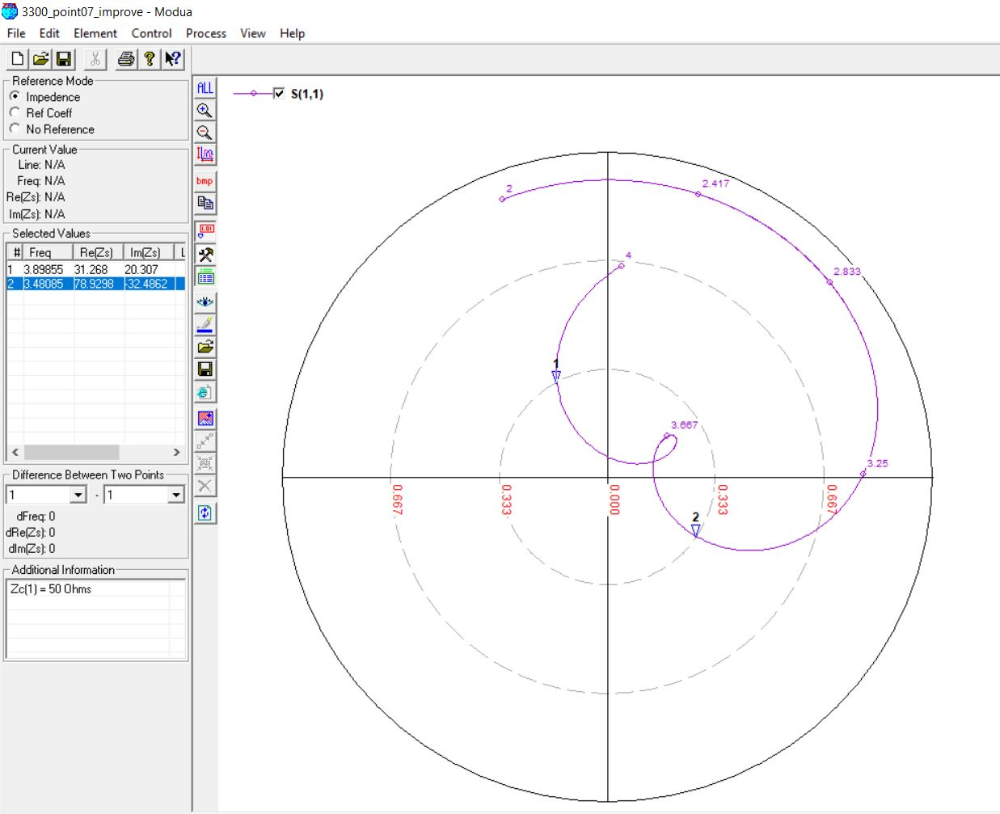 3300_point07_improve - Modua
File Edit Element Control Process View Help
Reference Mode
Impedence
Ref Coeff
No Reference
Current Value
Line: N/A
Freq: N/A
Re(Zs): N/A
Im(Zs): N/A
Selected Values
# Freq Re(Zs) Im(Zs) L
1 3.89855 31.268 20.307
2 3.48085 78.9298 -32.4862
Difference Between Two Points
1 - 1
dFreq: 0
dRe(Zs): 0
dIm(Zs): 0
Additional Information
Zc(1) = 50 Ohms
ALL
bmp
1.01
S(1,1)
2
2.417
4
2.833
1
3.667
3.25
0.667
0.333
0.000
0.333
0.667
2